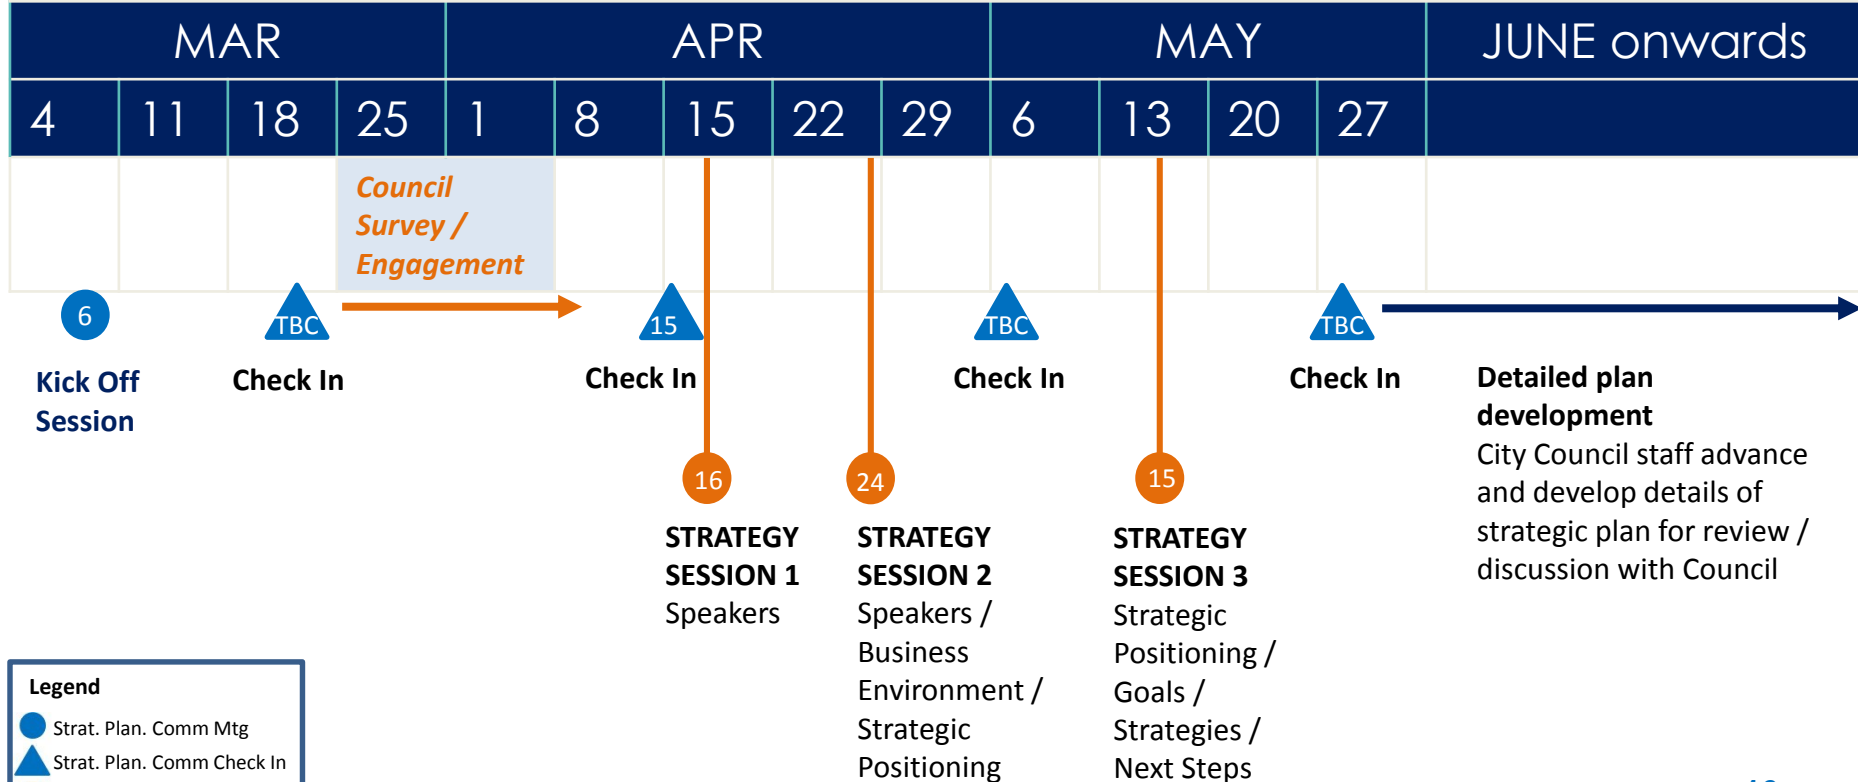 MAR APR MAY JUNE onwards
4 11 18 25 1 8 15 22 29 6 13 20 27
Council
Survey /
Engagement
6 TBC 15 TBC TBC
Kick Off
Session
Check In
Check In
Check In
Check In
Detailed plan
development
City Council staff advance
and develop details of
strategic plan for review /
discussion with Council
16 24 15
STRATEGY
SESSION 1
Speakers
STRATEGY
SESSION 2
Speakers /
Business
Environment /
Strategic
Positioning
STRATEGY
SESSION 3
Strategic
Positioning /
Goals /
Strategies /
Next Steps
Legend
Strat. Plan. Comm Mtg
Strat. Plan. Comm Check In